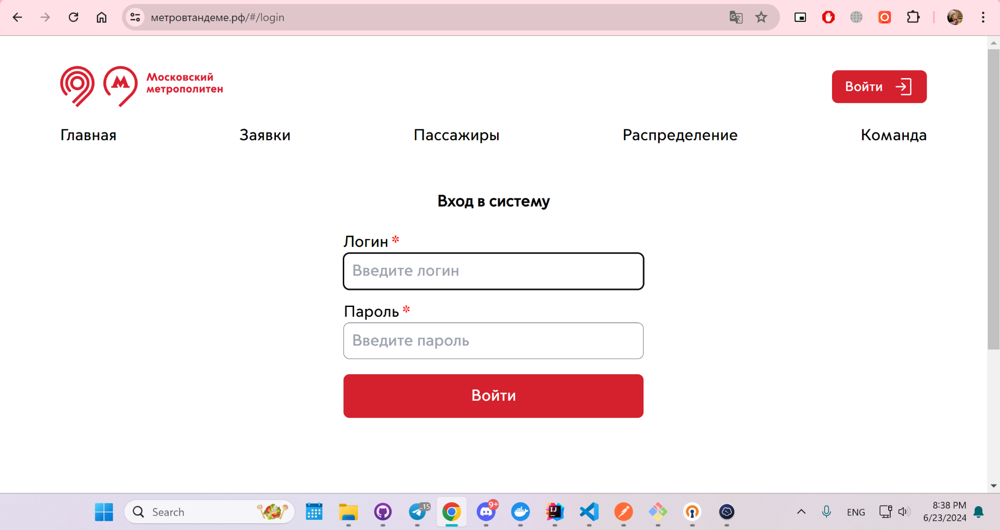 метровтандеме.рф/#/login
Московский
метрополитен
Войти
Главная Заявки Пассажиры Распределение Команда
Вход в систему
Логин *
Введите логин
Пароль *
Введите пароль
Войти
Search
..15
9+
IJ
ENG
8:38 PM
6/23/2024